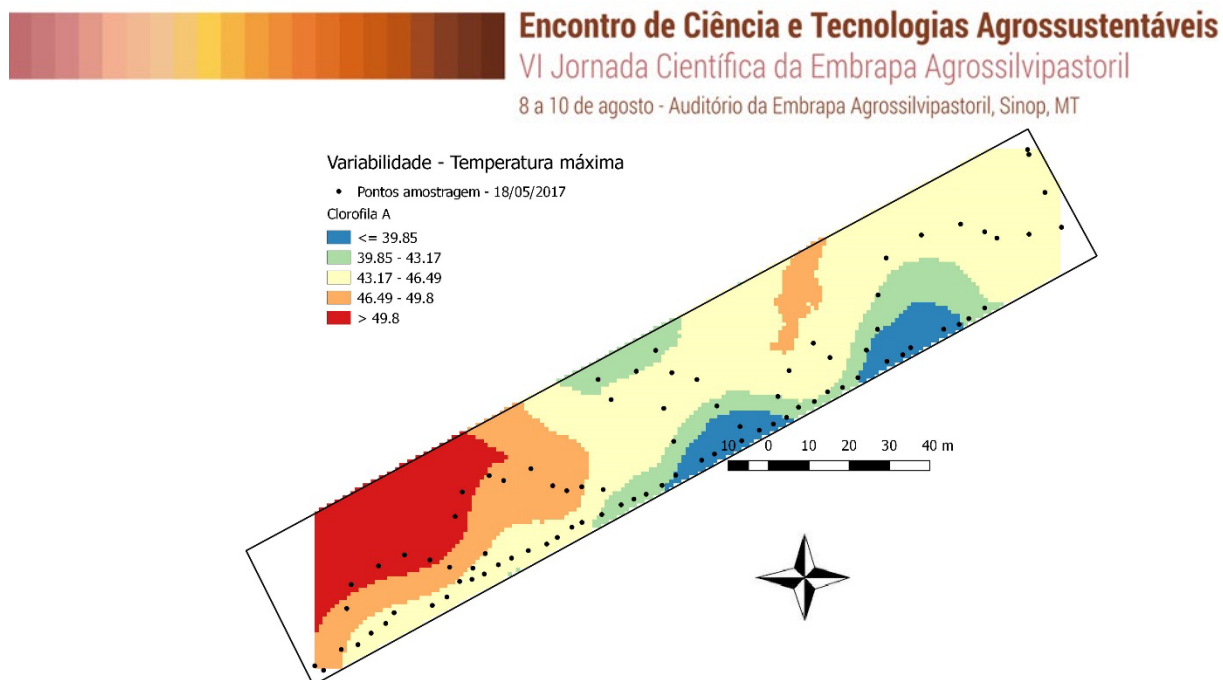 Encontro de Ciência e Tecnologias Agrossustentáveis
VI Jornada Científica da Embrapa Agrossilvipastoril
8 a 10 de agosto - Auditório da Embrapa Agrossilvipastoril, Sinop, MT
Variabilidade - Temperatura máxima
Pontos amostragem - 18/05/2017
Clorofila A
<= 39.85
39.85 - 43.17
43.17 - 46.49
46.49 - 49.8
> 49.8
10 0 10 20 30 40 m